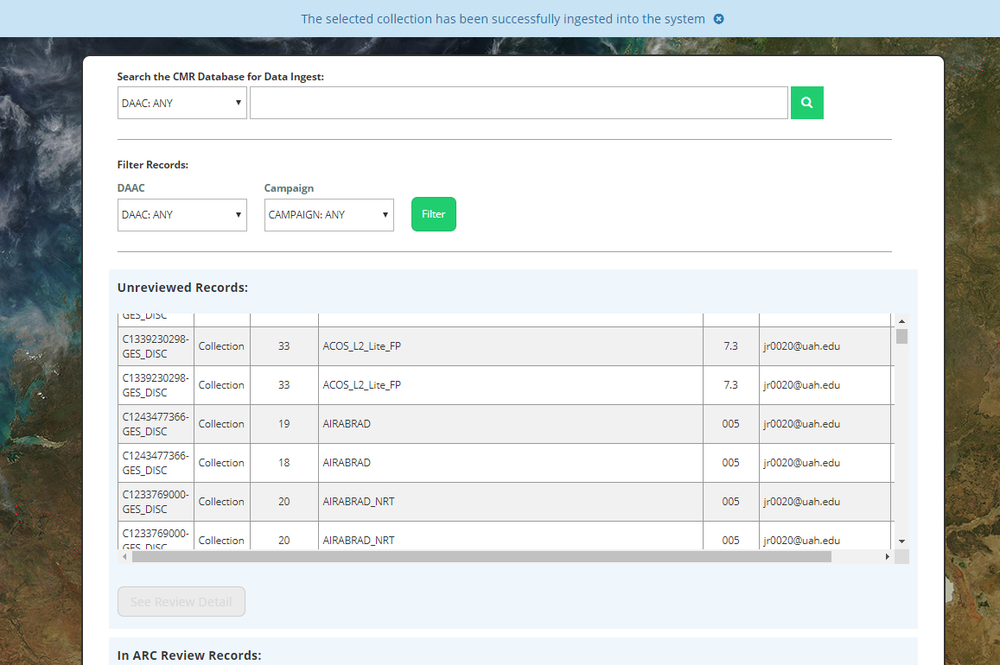 The selected collection has been successfully ingested into the system
Search the CMR Database for Data Ingest:
DAAC: ANY
Filter Records:
DAAC Campaign
DAAC: ANY CAMPAIGN: ANY Filter
Unreviewed Records:
GES_DISC
C1339230298-
GES_DISC Collection 33 ACOS_L2_Lite_FP 7.3 jr0020@uah.edu
C1339230298-
GES_DISC Collection 33 ACOS_L2_Lite_FP 7.3 jr0020@uah.edu
C1243477366-
GES_DISC Collection 19 AIRABRAD 005 jr0020@uah.edu
C1243477366-
GES_DISC Collection 18 AIRABRAD 005 jr0020@uah.edu
C1233769000-
GES_DISC Collection 20 AIRABRAD_NRT 005 jr0020@uah.edu
C1233769000-
GES_DISC Collection 20 AIRABRAD_NRT 005 jr0020@uah.edu
See Review Detail
In ARC Review Records: